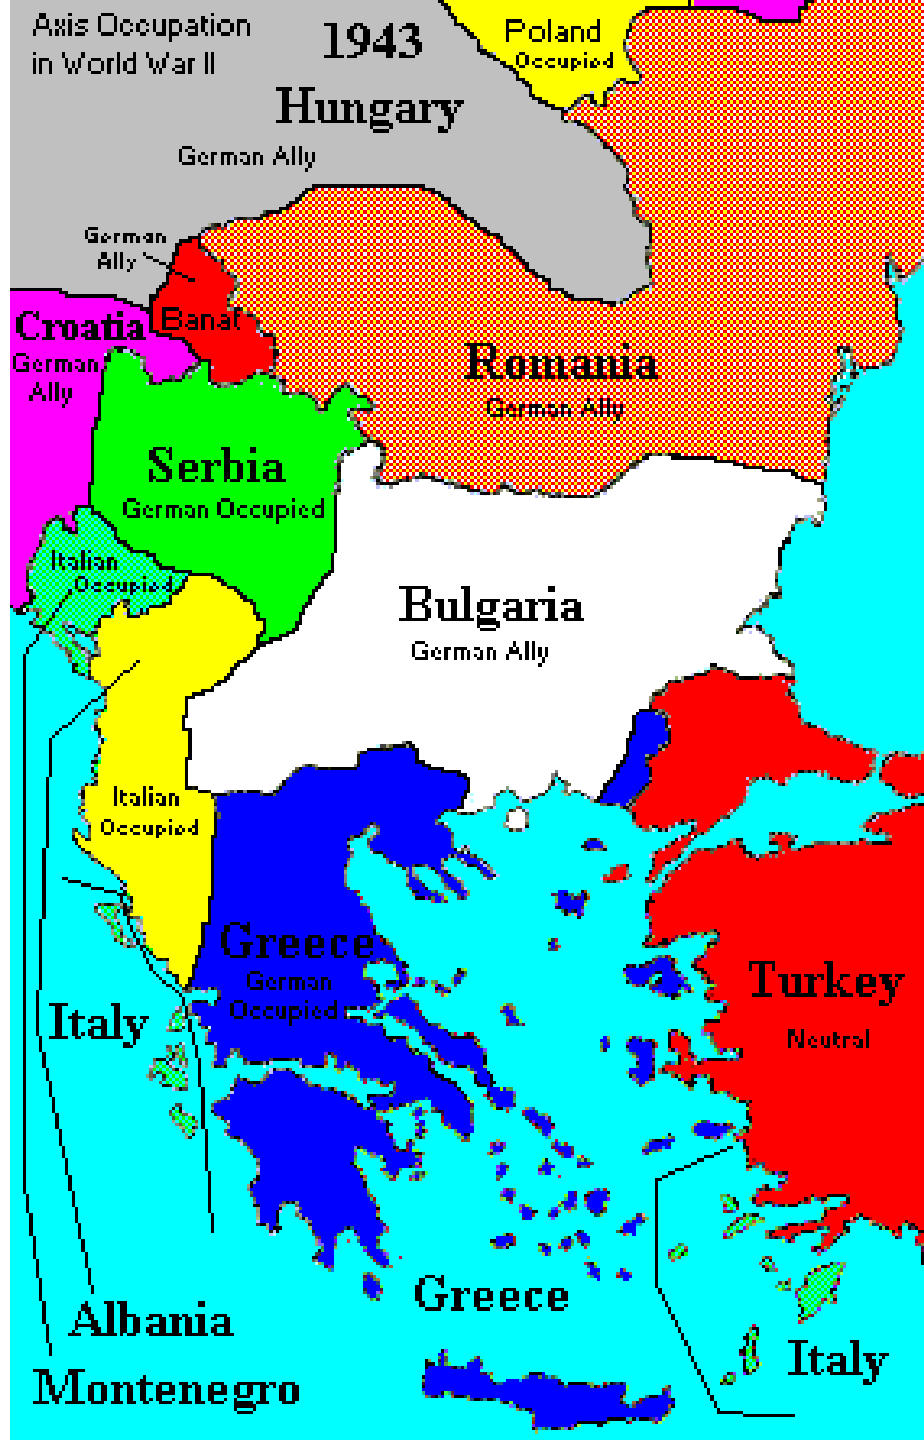 Axis Occupation
in World War II
1943
Poland
Occupied
Hungary
German Ally
German
Ally
Banat
Croatia
German
Ally
Romania
German Ally
Serbia
German Occupied
Italian
Occupied
Bulgaria
German Ally
Italian
Occupied
Greece
German
Occupied
Italy
Turkey
Neutral
Greece
Albania
Italy
Montenegro